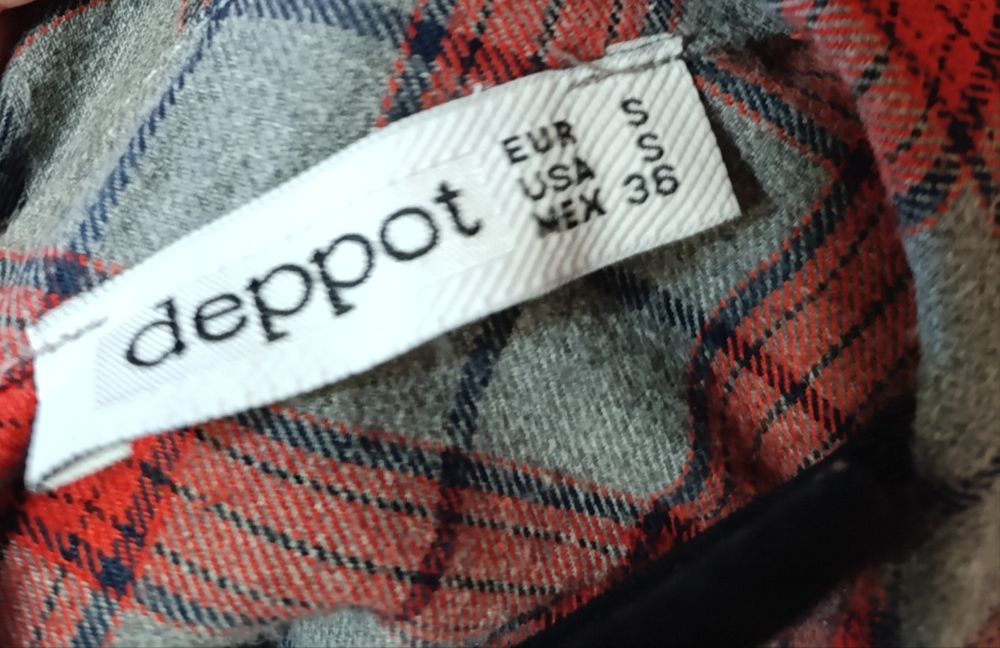 deppot
EUR S
USA S
MEX 36